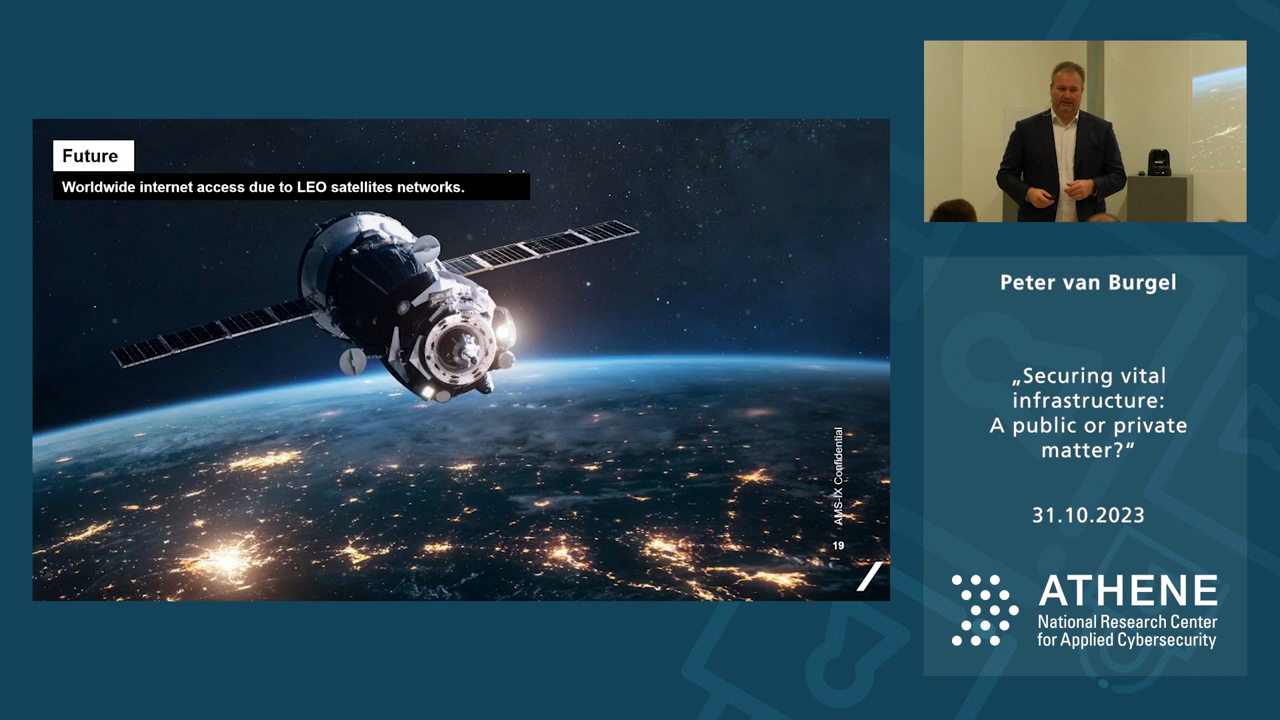 Future
Worldwide internet access due to LEO satellites networks.
AMS-IX Confidential
19
Peter van Burgel
„Securing vital
infrastructure:
A public or private
matter?“
31.10.2023
ATHENE
National Research Center
for Applied Cybersecurity